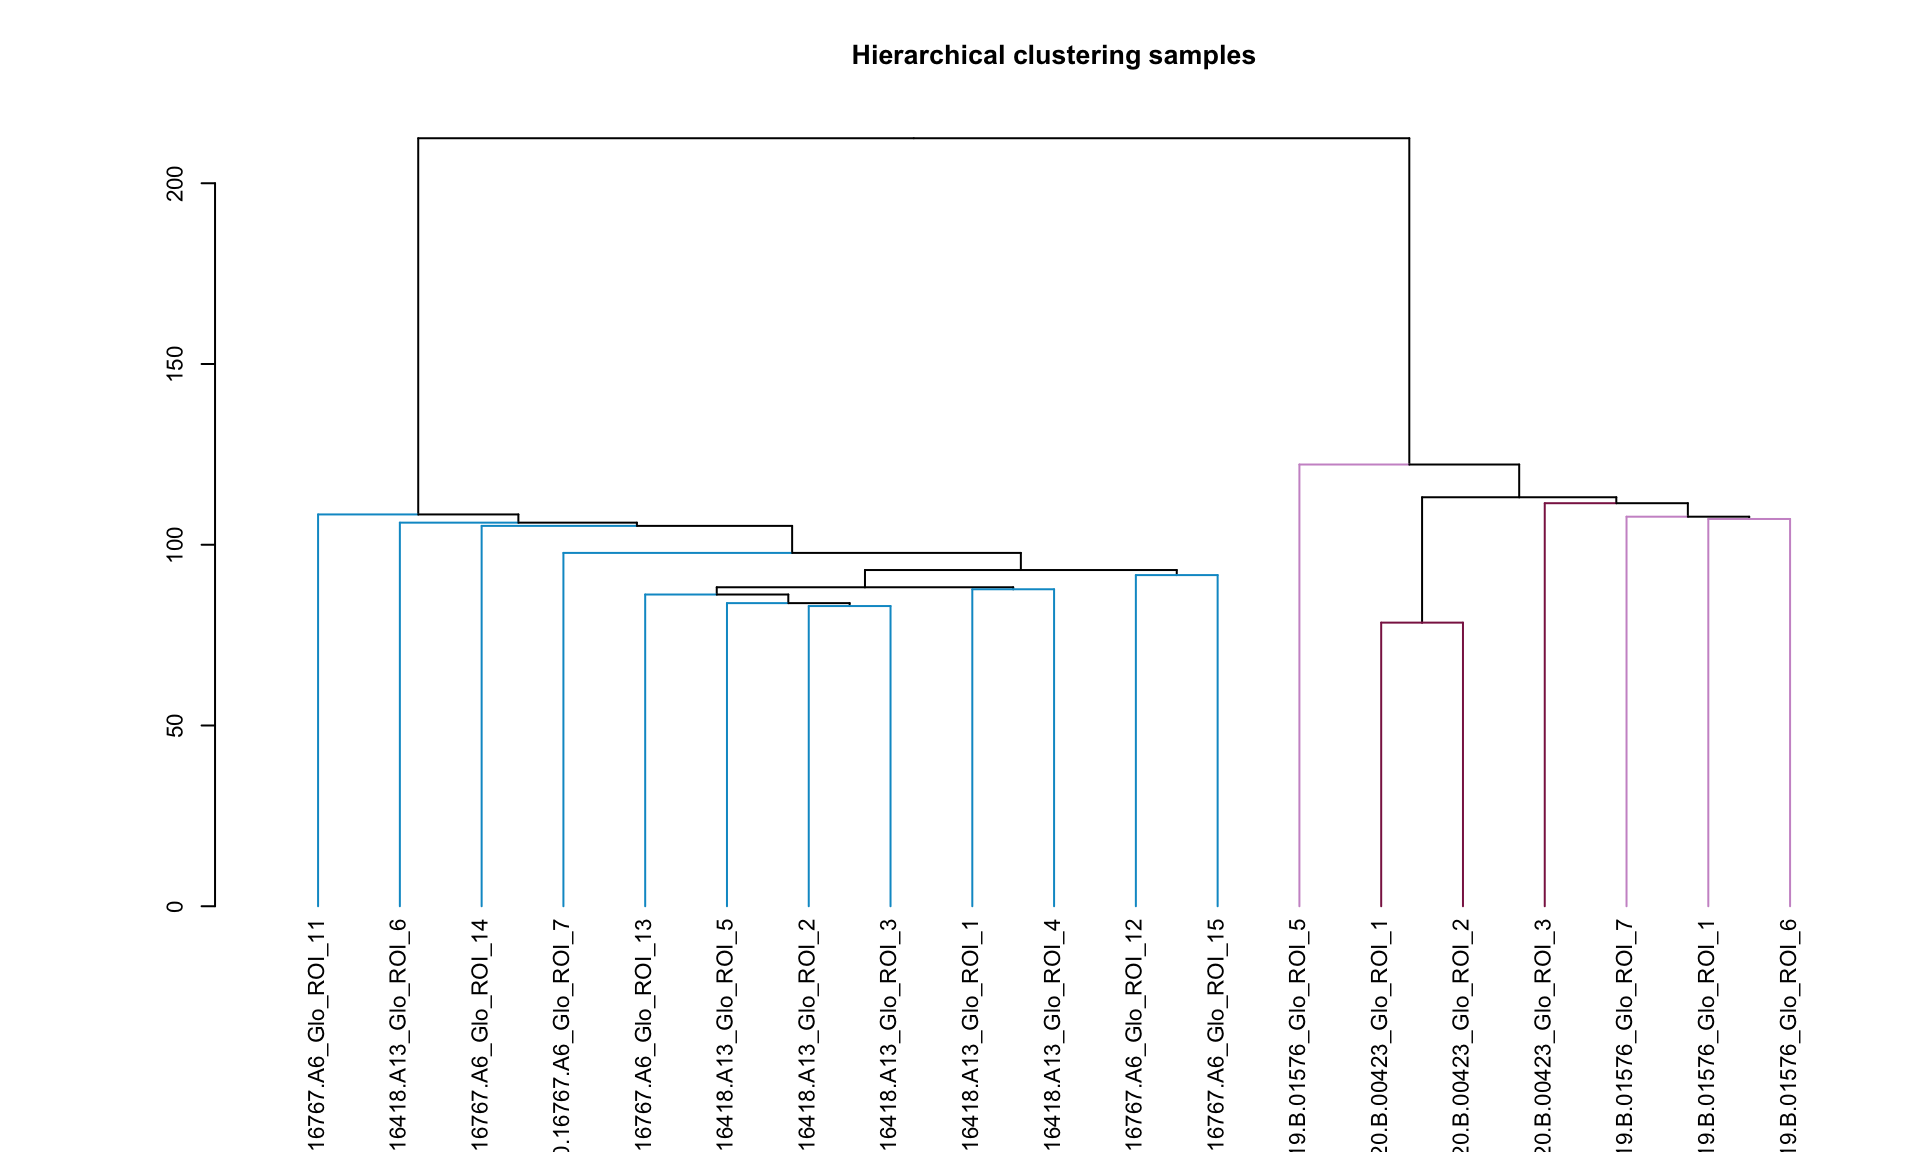 Hierarchical clustering samples
200
150
100
50
0
16767.A6_Glo_ROI_11
16418.A13_Glo_ROI_6
16767.A6_Glo_ROI_14
0.16767.A6_Glo_ROI_7
16767.A6_Glo_ROI_13
16418.A13_Glo_ROI_5
16418.A13_Glo_ROI_2
16418.A13_Glo_ROI_3
16418.A13_Glo_ROI_1
16418.A13_Glo_ROI_4
16767.A6_Glo_ROI_12
16767.A6_Glo_ROI_15
19.B.01576_Glo_ROI_5
20.B.00423_Glo_ROI_1
20.B.00423_Glo_ROI_2
20.B.00423_Glo_ROI_3
19.B.01576_Glo_ROI_7
19.B.01576_Glo_ROI_1
19.B.01576_Glo_ROI_6